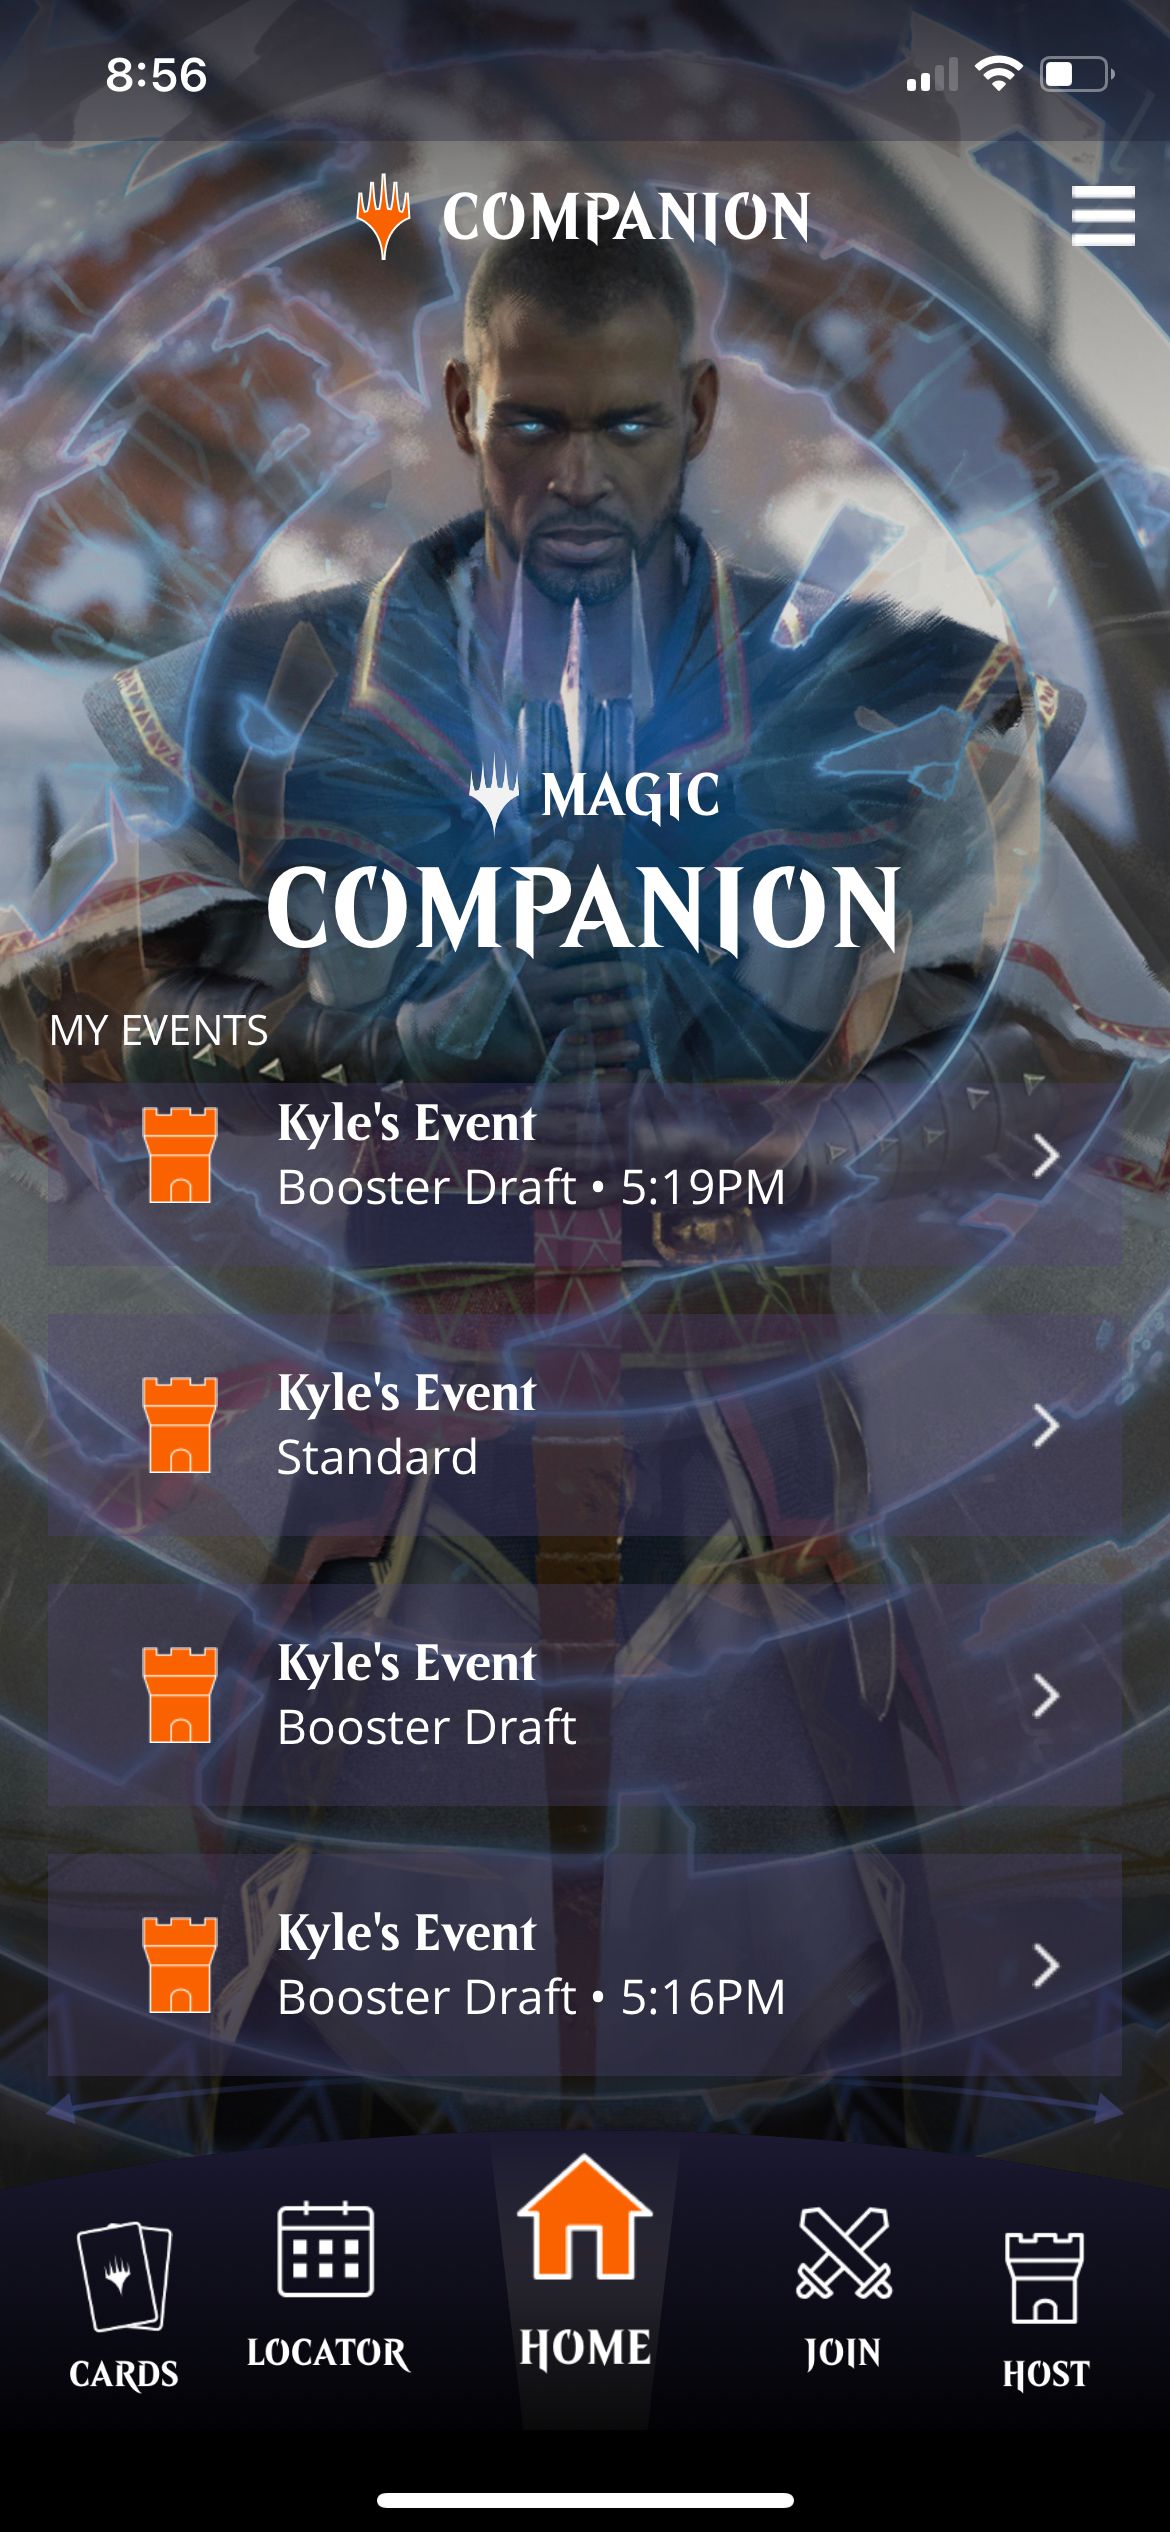 8:56
COMPANION
MAGIC
COMPANION
MY EVENTS
Kyle's Event
Booster Draft • 5:19PM
Kyle's Event
Standard
Kyle's Event
Booster Draft
Kyle's Event
Booster Draft • 5:16PM
CARDS
LOCATOR
HOME
JOIN
HOST